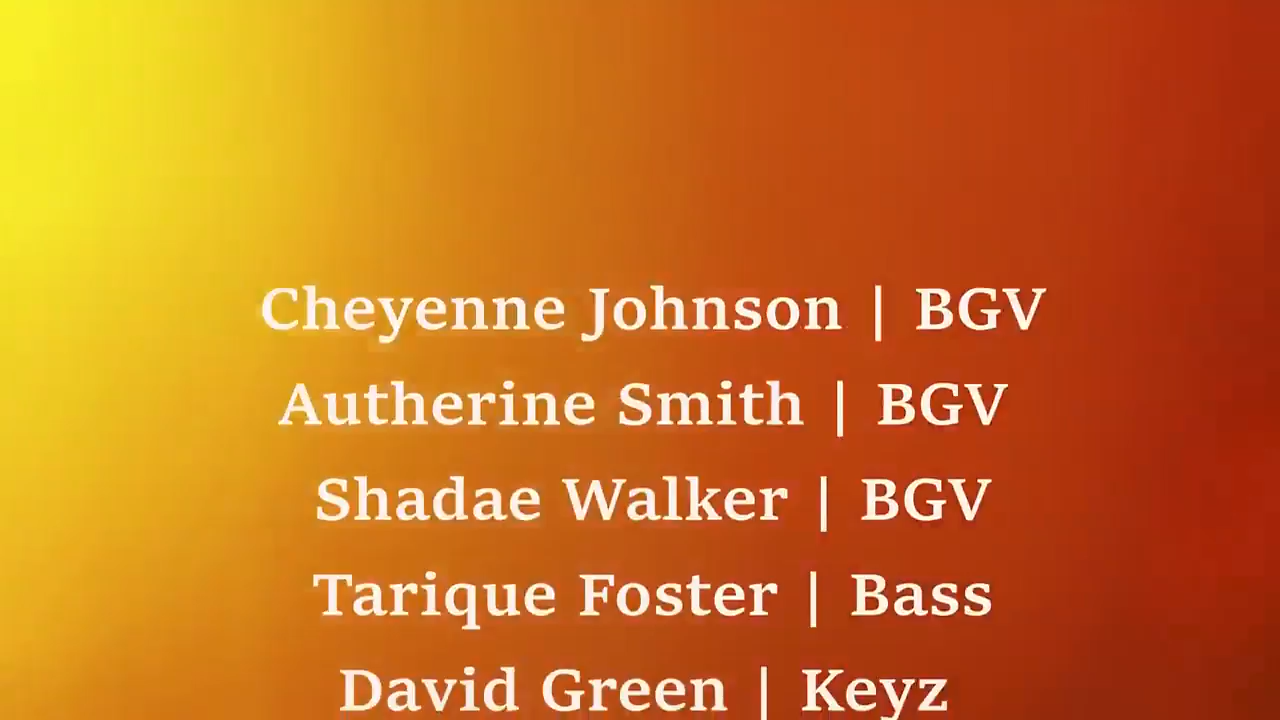 Cheyenne Johnson | BGV
Autherine Smith | BGV
Shadae Walker | BGV
Tarique Foster | Bass
David Green | Keyz